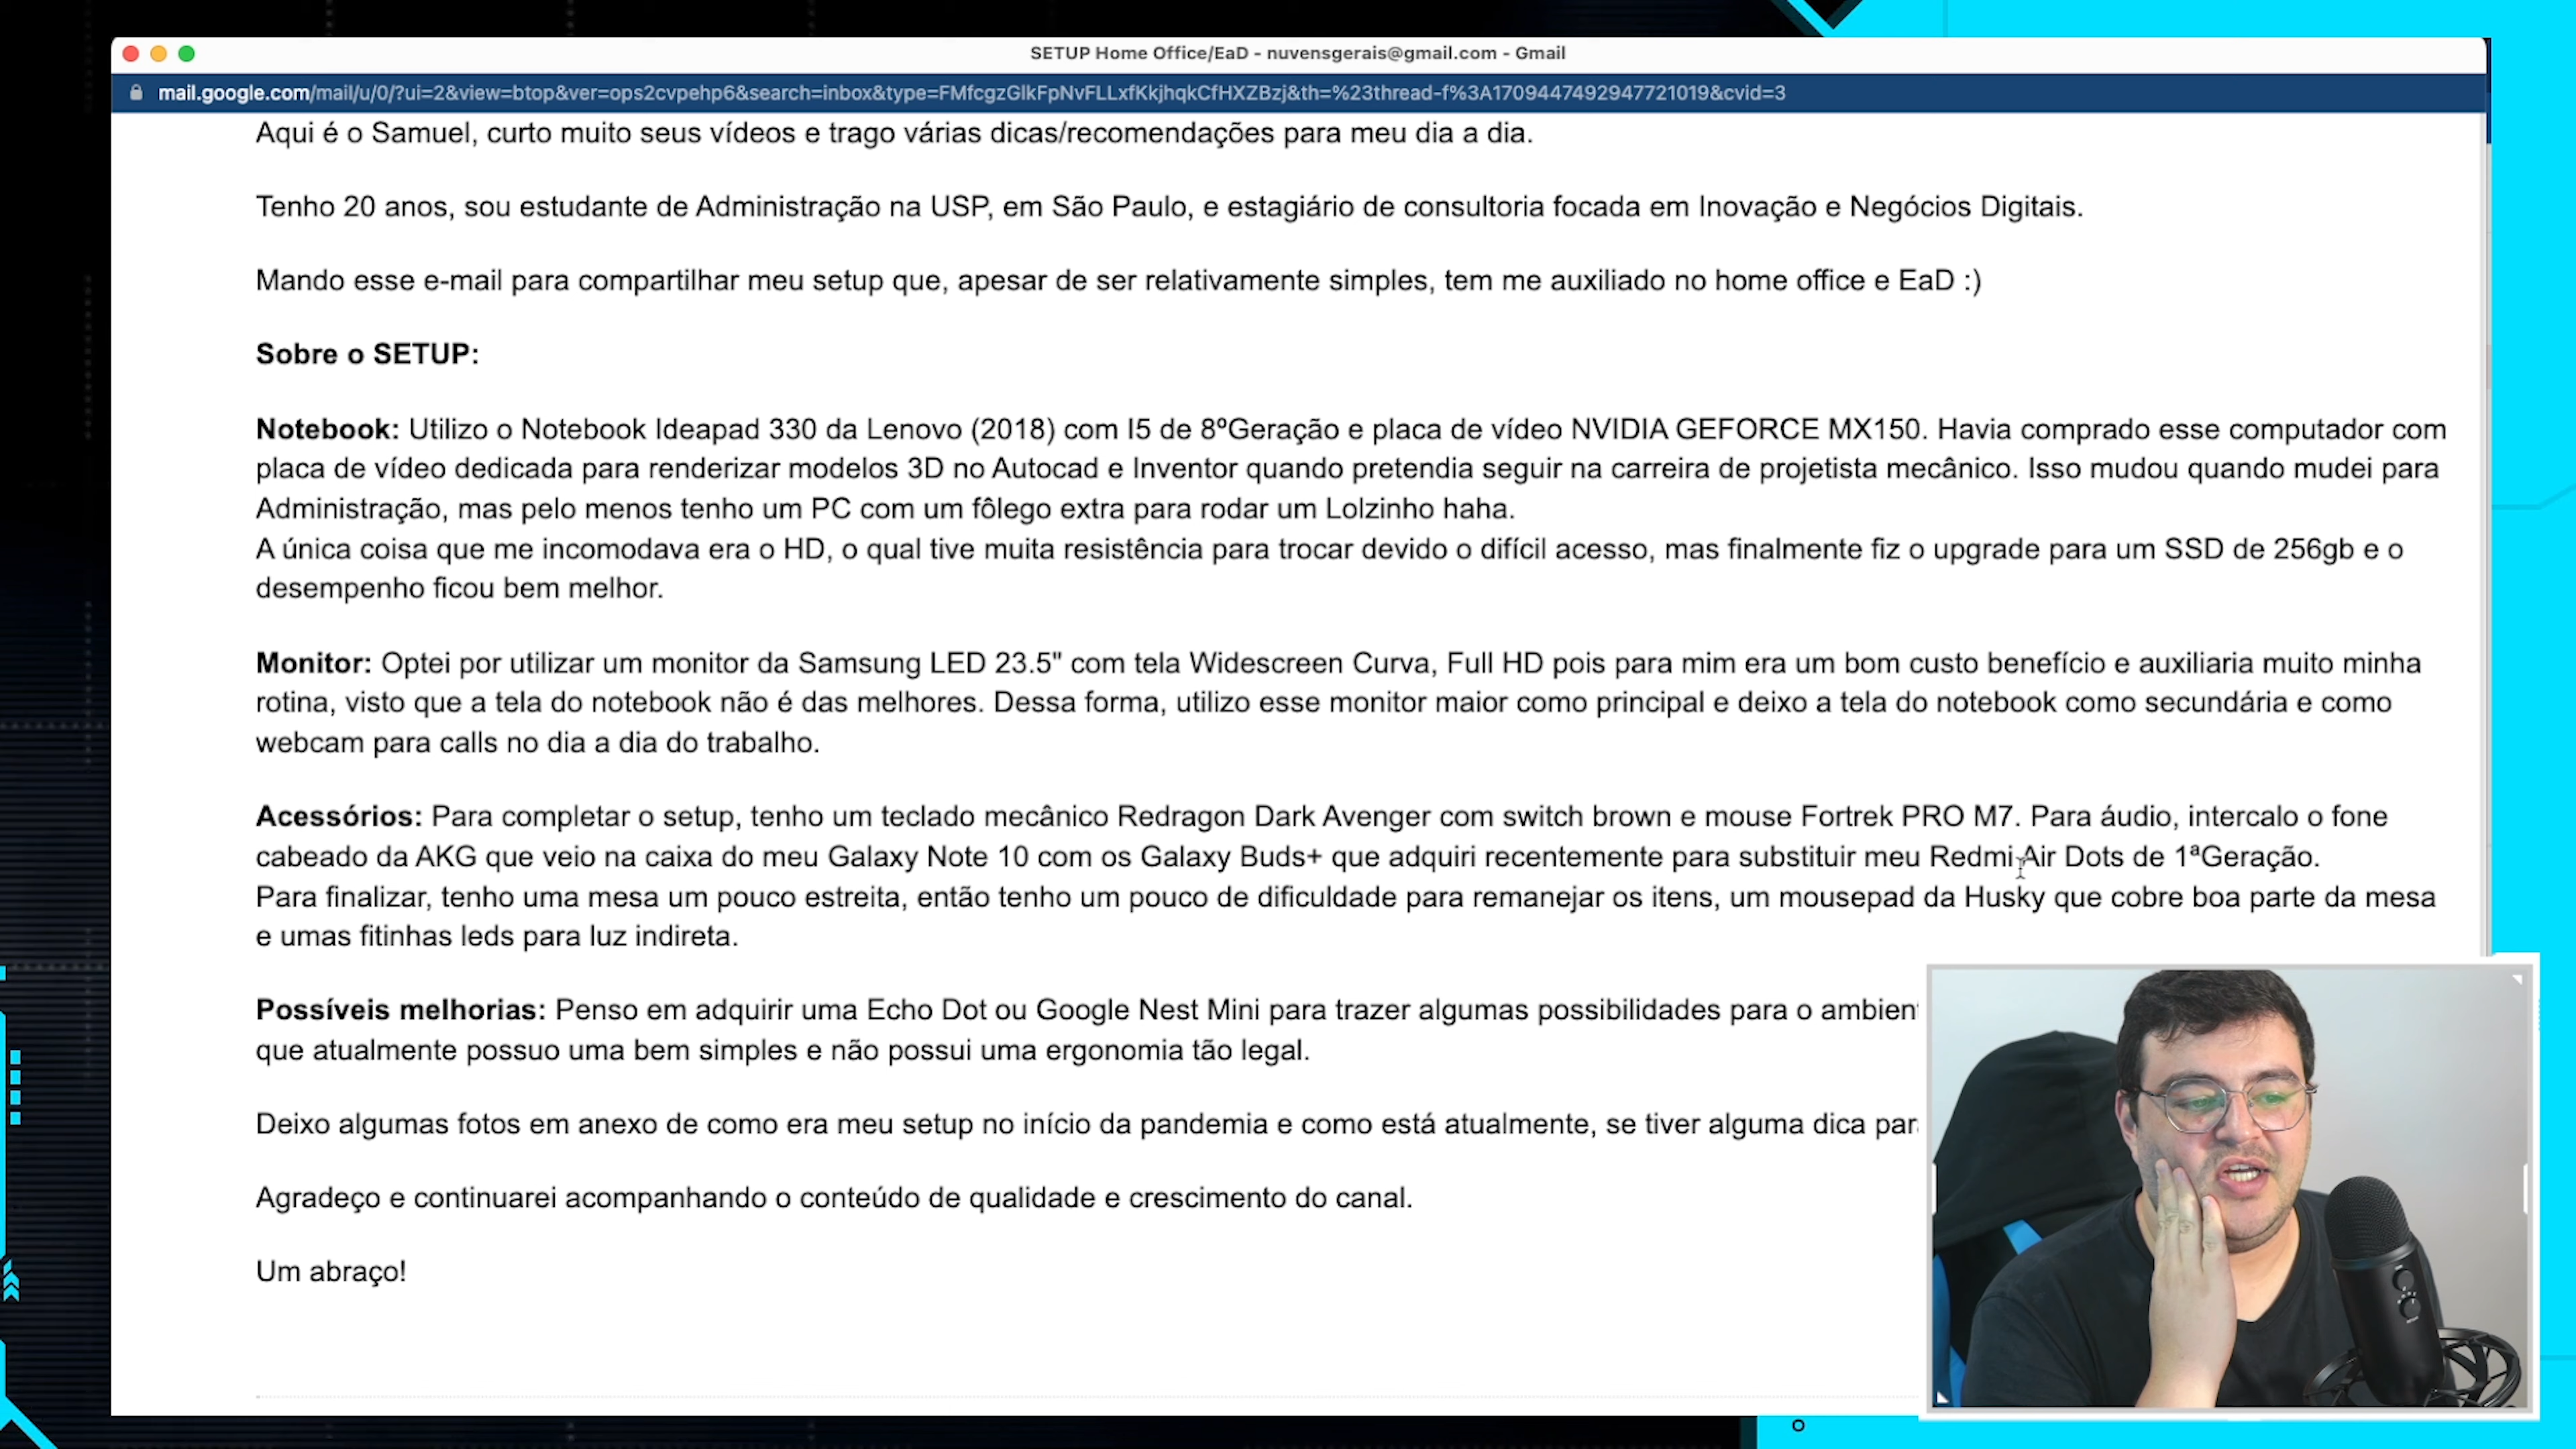 SETUP Home Office/EaD - nuvensgerais@gmail.com - Gmail
mail.google.com/mail/u/0/?ui=2&view=btop&ver=ops2cvpehp6&search=inbox&type=FMfcgzGlkFpNvFLLxfKkjhqkCfHXZBzj&th=%23thread-f%3A1709447492947721019&cvid=3
Aqui é o Samuel, curto muito seus vídeos e trago várias dicas/recomendações para meu dia a dia.
Tenho 20 anos, sou estudante de Administração na USP, em São Paulo, e estagiário de consultoria focada em Inovação e Negócios Digitais.
Mando esse e-mail para compartilhar meu setup que, apesar de ser relativamente simples, tem me auxiliado no home office e EaD :)
Sobre o SETUP:
Notebook: Utilizo o Notebook Ideapad 330 da Lenovo (2018) com I5 de 8ºGeração e placa de vídeo NVIDIA GEFORCE MX150. Havia comprado esse computador com
placa de vídeo dedicada para renderizar modelos 3D no Autocad e Inventor quando pretendia seguir na carreira de projetista mecânico. Isso mudou quando mudei para
Administração, mas pelo menos tenho um PC com um fôlego extra para rodar um Lolzinho haha.
A única coisa que me incomodava era o HD, o qual tive muita resistência para trocar devido o difícil acesso, mas finalmente fiz o upgrade para um SSD de 256gb e o
desempenho ficou bem melhor.
Monitor: Optei por utilizar um monitor da Samsung LED 23.5" com tela Widescreen Curva, Full HD pois para mim era um bom custo benefício e auxiliaria muito minha
rotina, visto que a tela do notebook não é das melhores. Dessa forma, utilizo esse monitor maior como principal e deixo a tela do notebook como secundária e como
webcam para calls no dia a dia do trabalho.
Acessórios: Para completar o setup, tenho um teclado mecânico Redragon Dark Avenger com switch brown e mouse Fortrek PRO M7. Para áudio, intercalo o fone
cabeado da AKG que veio na caixa do meu Galaxy Note 10 com os Galaxy Buds+ que adquiri recentemente para substituir meu Redmi Air Dots de 1ªGeração.
Para finalizar, tenho uma mesa um pouco estreita, então tenho um pouco de dificuldade para remanejar os itens, um mousepad da Husky que cobre boa parte da mesa
e umas fitinhas leds para luz indireta.
Possíveis melhorias: Penso em adquirir uma Echo Dot ou Google Nest Mini para trazer algumas possibilidades para o
que atualmente possuo uma bem simples e não possui uma ergonomia tão legal.
Deixo algumas fotos em anexo de como era meu setup no início da pandemia e como está atualmente, se tiver alguma dica
Agradeço e continuarei acompanhando o conteúdo de qualidade e crescimento do canal.
Um abraço!